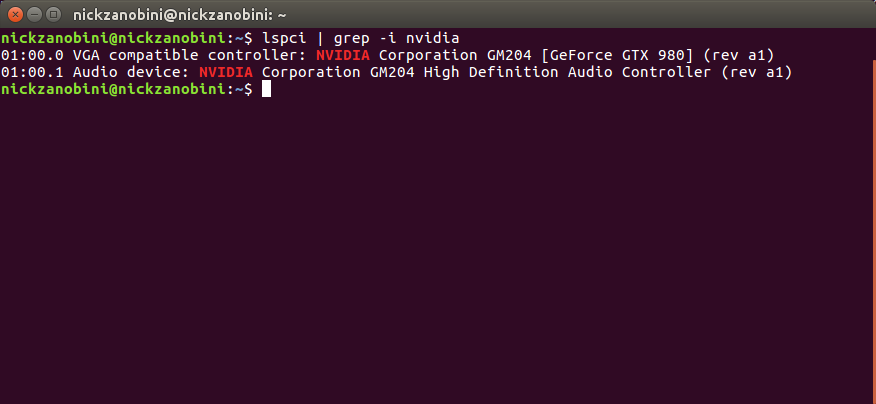 nickzanobini@nickzanobini: ~
nickzanobini@nickzanobini:~$ lspci | grep -i nvidia
01:00.0 VGA compatible controller: NVIDIA Corporation GM204 [GeForce GTX 980] (rev a1)
01:00.1 Audio device: NVIDIA Corporation GM204 High Definition Audio Controller (rev a1)
nickzanobini@nickzanobini:~$